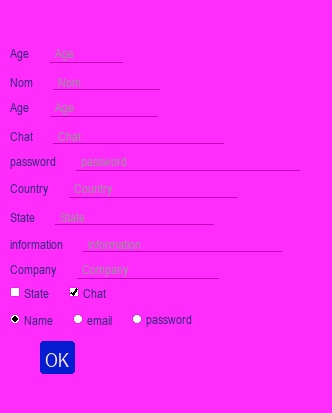 Age Age
Nom Nom
Age Age
Chat Chat
password password
Country Country
State State
information information
Company Company
State Chat
Name email password
OK